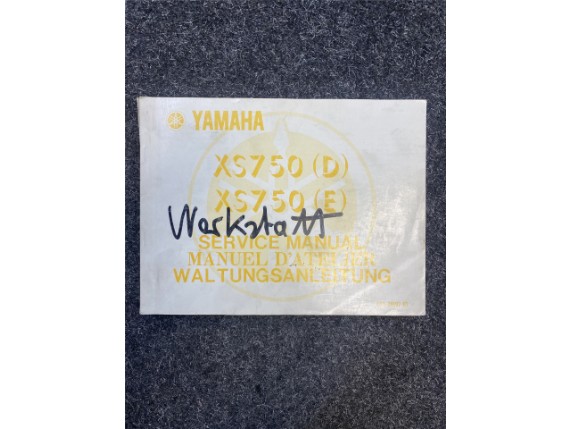 YAMAHA
XS750 (D)
XS750 (E)
Werkstatt
SERVICE MANUAL
MANUEL D'ATELIER
WALTUNGSANLEITUNG